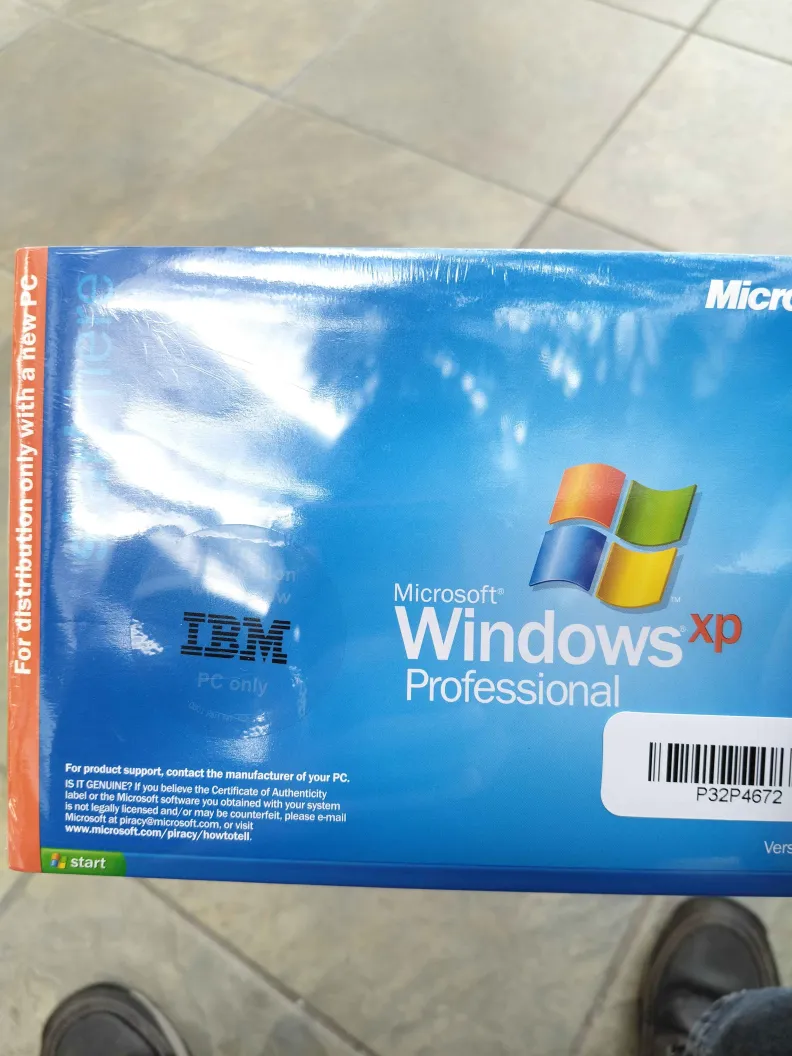 For distribution only with a new PC
Micro
Microsoft®
Windows® xp
™
Professional
IBM
PC only
P32P4672
For product support, contact the manufacturer of your PC.
IS IT GENUINE? If you believe the Certificate of Authenticity
label or the Microsoft software you obtained with your system
is not legally licensed and/or may be counterfeit, please e-mail
Microsoft at piracy@microsoft.com, or visit
www.microsoft.com/piracy/howtotell.
Vers
start